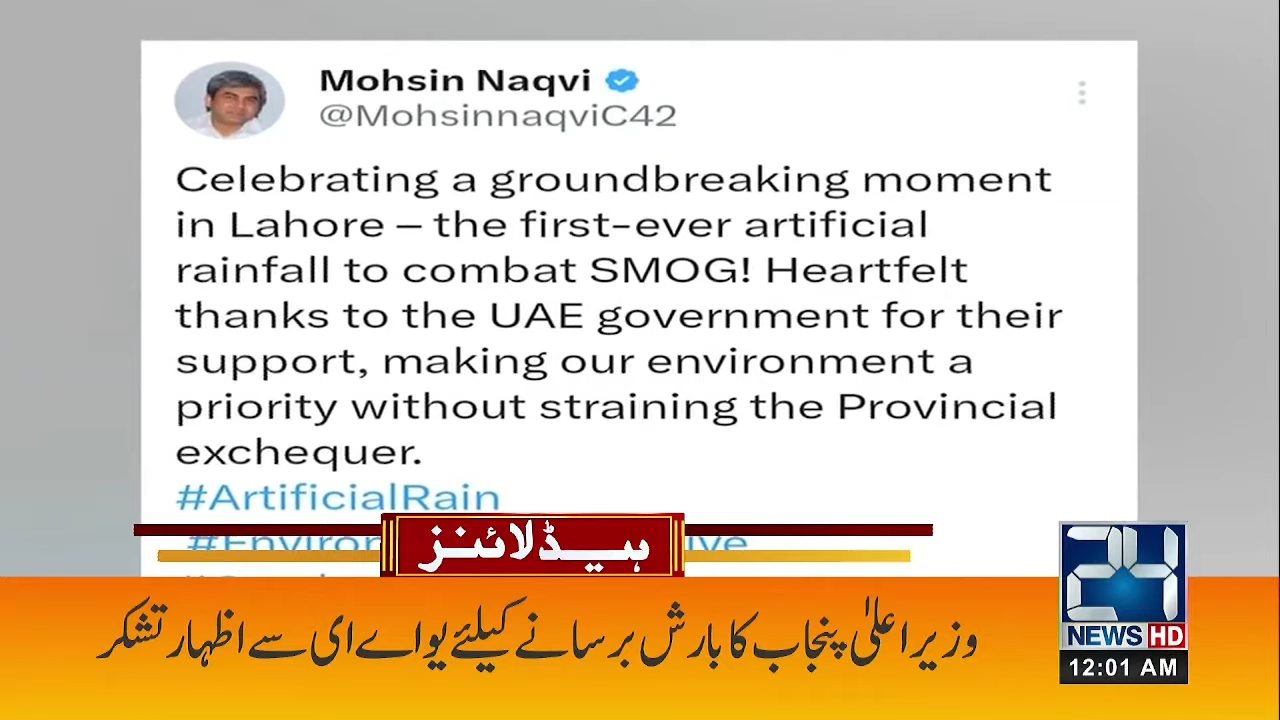 Mohsin Naqvi
@MohsinnaqviC42
Celebrating a groundbreaking moment
in Lahore – the first-ever artificial
rainfall to combat SMOG! Heartfelt
thanks to the UAE government for their
support, making our environment a
priority without straining the Provincial
exchequer.
#ArtificialRain
ہیڈلائنز
وزیراعلیٰ پنجاب کا بارش برسانے کیلئے یو اے ای سے اظہار تشکر
24
NEWS HD
12:01 AM